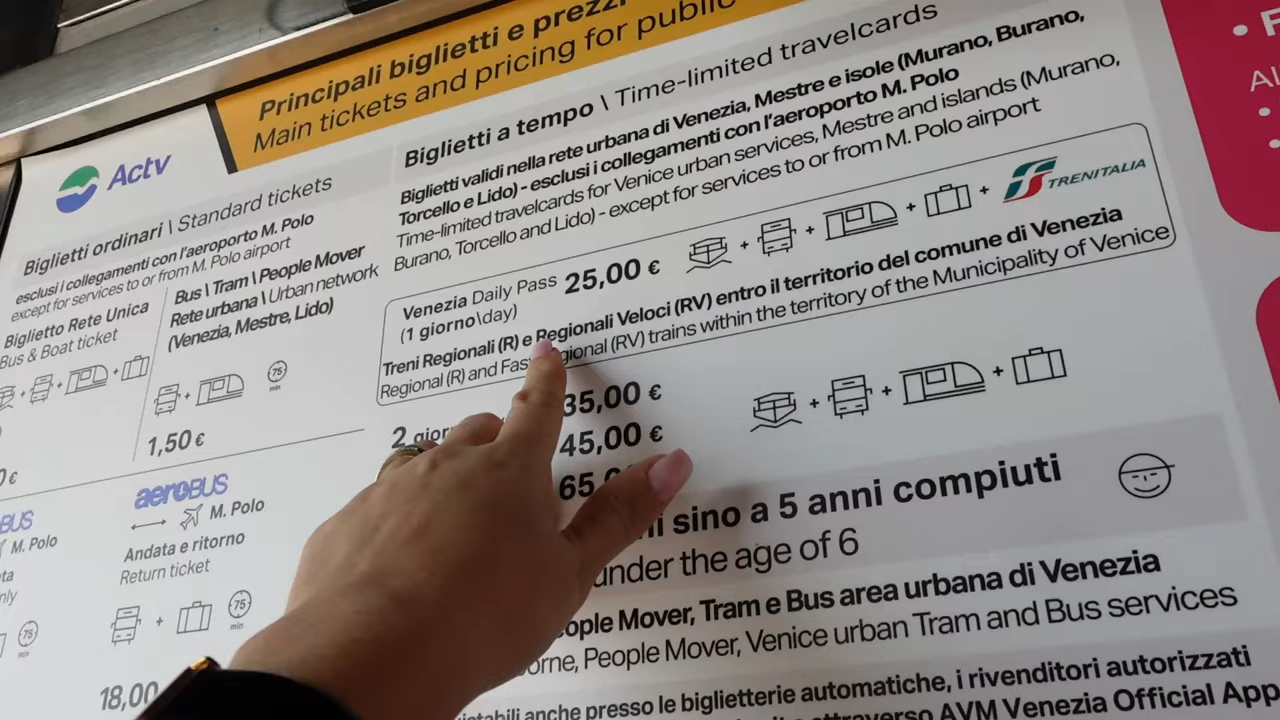 Principali biglietti e prezzi
Main tickets and pricing for public
Actv
Biglietti ordinari \ Standard tickets
esclusi i collegamenti con l'aeroporto M. Polo
except for services to or from M. Polo airport
Biglietto Rete Unica
Bus & Boat ticket
Bus \ Tram \ People Mover
Rete urbana \ Urban network
(Venezia, Mestre, Lido)
75
min
1,50 €
€
BUS
M. Polo
75
min
aeroBUS
M. Polo
Andata e ritorno
Return ticket
75
min
18,00
Biglietti a tempo \ Time-limited travelcards
Biglietti validi nella rete urbana di Venezia, Mestre e isole (Murano, Burano,
Torcello e Lido) - esclusi i collegamenti con l'aeroporto M. Polo
Time-limited travelcards for Venice urban services, Mestre and islands (Murano,
Burano, Torcello and Lido) - except for services to or from M. Polo airport
Venezia Daily Pass
(1 giorno\day)
25,00 €
TRENITALIA
Treni Regionali (R) e Regionali Veloci (RV) entro il territorio del comune di Venezia
Regional (R) and Fas gional (RV) trains within the territory of the Municipality of Venice
2 gior
35,00 €
45,00 €
65
sino a 5 anni compiuti
under the age of 6
ople Mover, Tram e Bus area urbana di Venezia
orne, People Mover, Venice urban Tram and Bus services
anche presso le biglietterie automatiche, i rivenditori autorizzati
AVM Venezia Official App